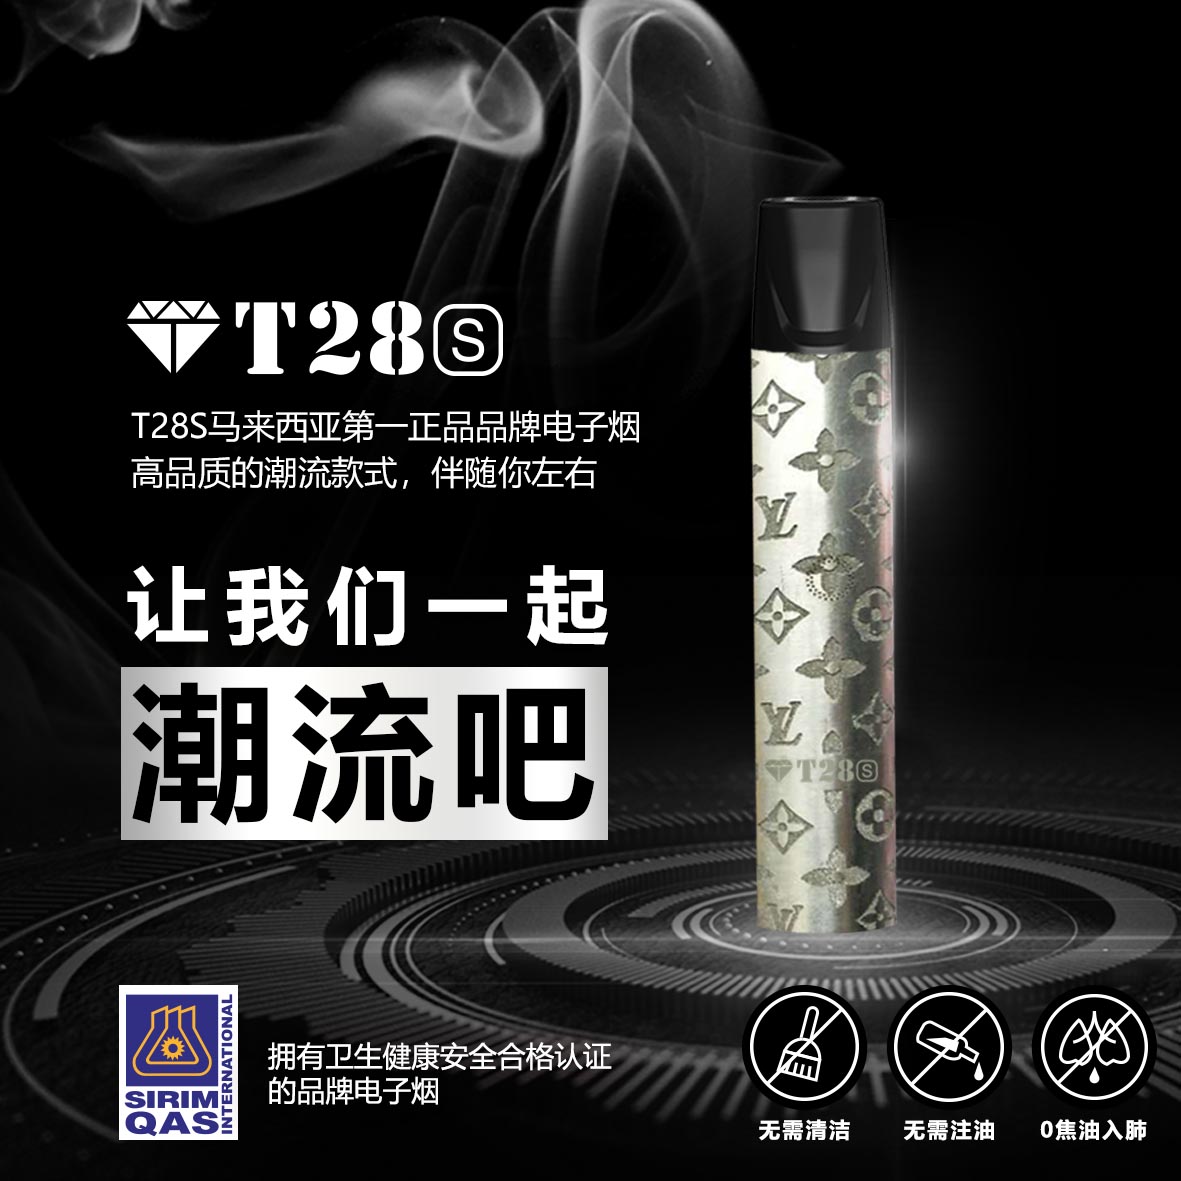 T28S
T28S马来西亚第一正品品牌电子烟
高品质的潮流款式，伴随你左右
让我们一起
潮流吧
LV
LV
T28S
LV
SIRIM
QAS
INTERNATIONAL
拥有卫生健康安全合格认证
的品牌电子烟
无需清洁
无需注油
0焦油入肺